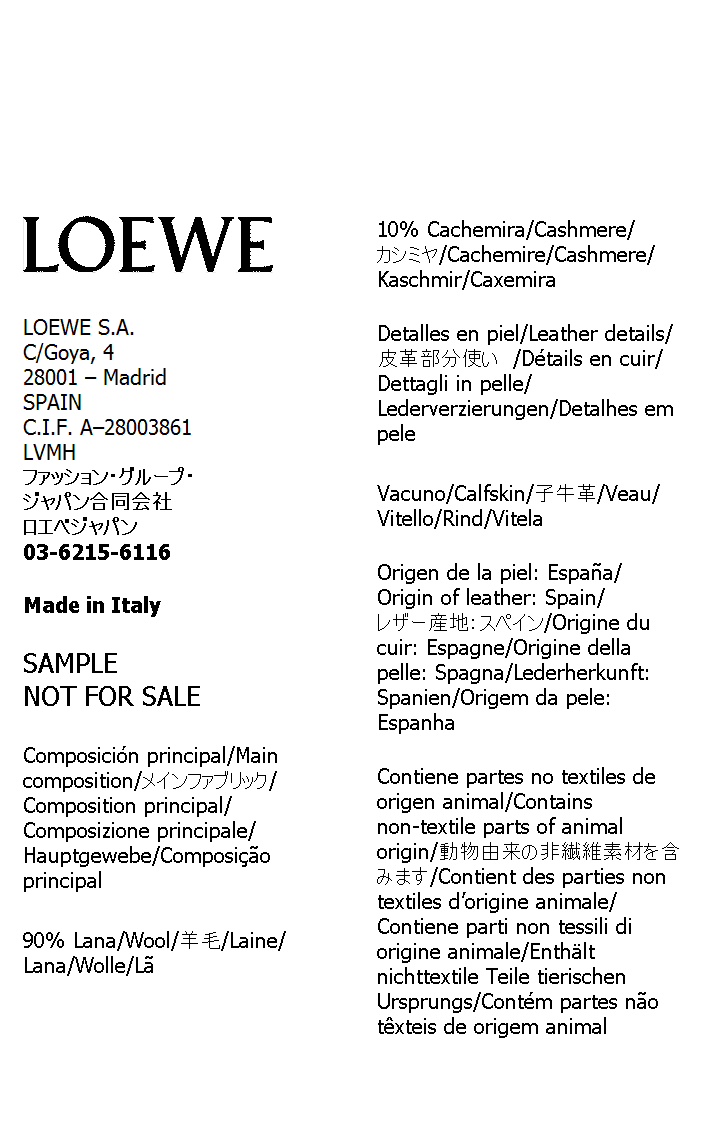 LOEWE
LOEWE S.A.
C/Goya, 4
28001 – Madrid
SPAIN
C.I.F. A–28003861
LVMH
ファッション・グループ・
ジャパン合同会社
ロエベジャパン
03-6215-6116
Made in Italy
SAMPLE
NOT FOR SALE
Composición principal/Main
composition/メインファブリック/
Composition principal/
Composizione principale/
Hauptgewebe/Composição
principal
90% Lana/Wool/羊毛/Laine/
Lana/Wolle/Lã
10% Cachemira/Cashmere/
カシミヤ/Cachemire/Cashmere/
Kaschmir/Caxemira
Detalles en piel/Leather details/
皮革部分使い /Détails en cuir/
Dettagli in pelle/
Lederverzierungen/Detalhes em
pele
Vacuno/Calfskin/子牛革/Veau/
Vitello/Rind/Vitela
Origen de la piel: España/
Origin of leather: Spain/
レザー産地：スペイン/Origine du
cuir: Espagne/Origine della
pelle: Spagna/Lederherkunft:
Spanien/Origem da pele:
Espanha
Contiene partes no textiles de
origen animal/Contains
non-textile parts of animal
origin/動物由来の非繊維素材を含
みます/Contient des parties non
textiles d’origine animale/
Contiene parti non tessili di
origine animale/Enthält
nichttextile Teile tierischen
Ursprungs/Contém partes não
têxteis de origem animal